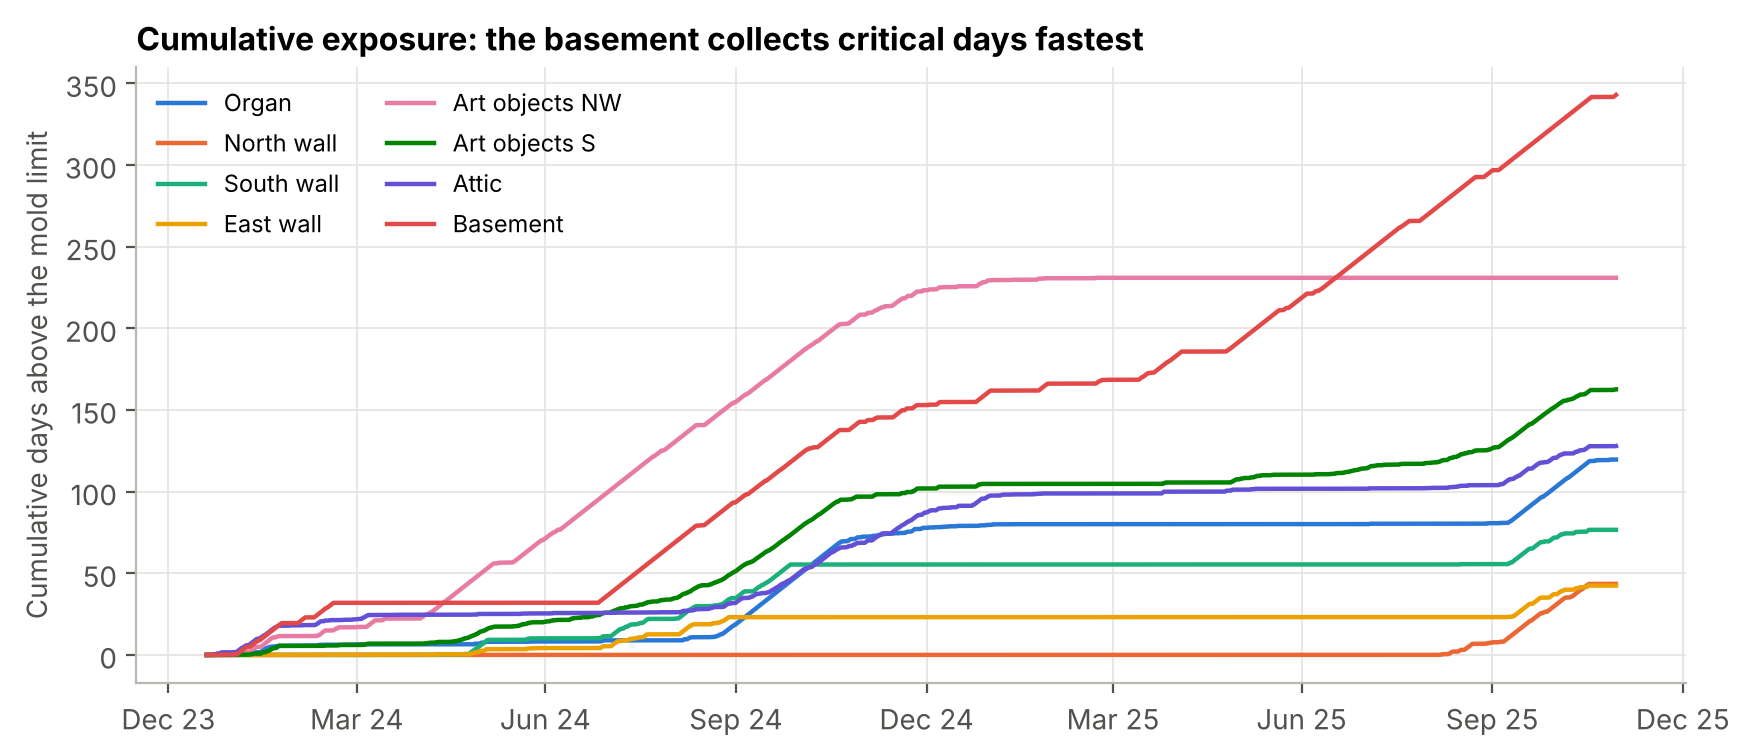 Cumulative exposure: the basement collects critical days fastest
Cumulative days above the mold limit
350
300
250
200
150
100
50
0
Organ
North wall
South wall
East wall
Art objects NW
Art objects S
Attic
Basement
Dec 23
Mar 24
Jun 24
Sep 24
Dec 24
Mar 25
Jun 25
Sep 25
Dec 25